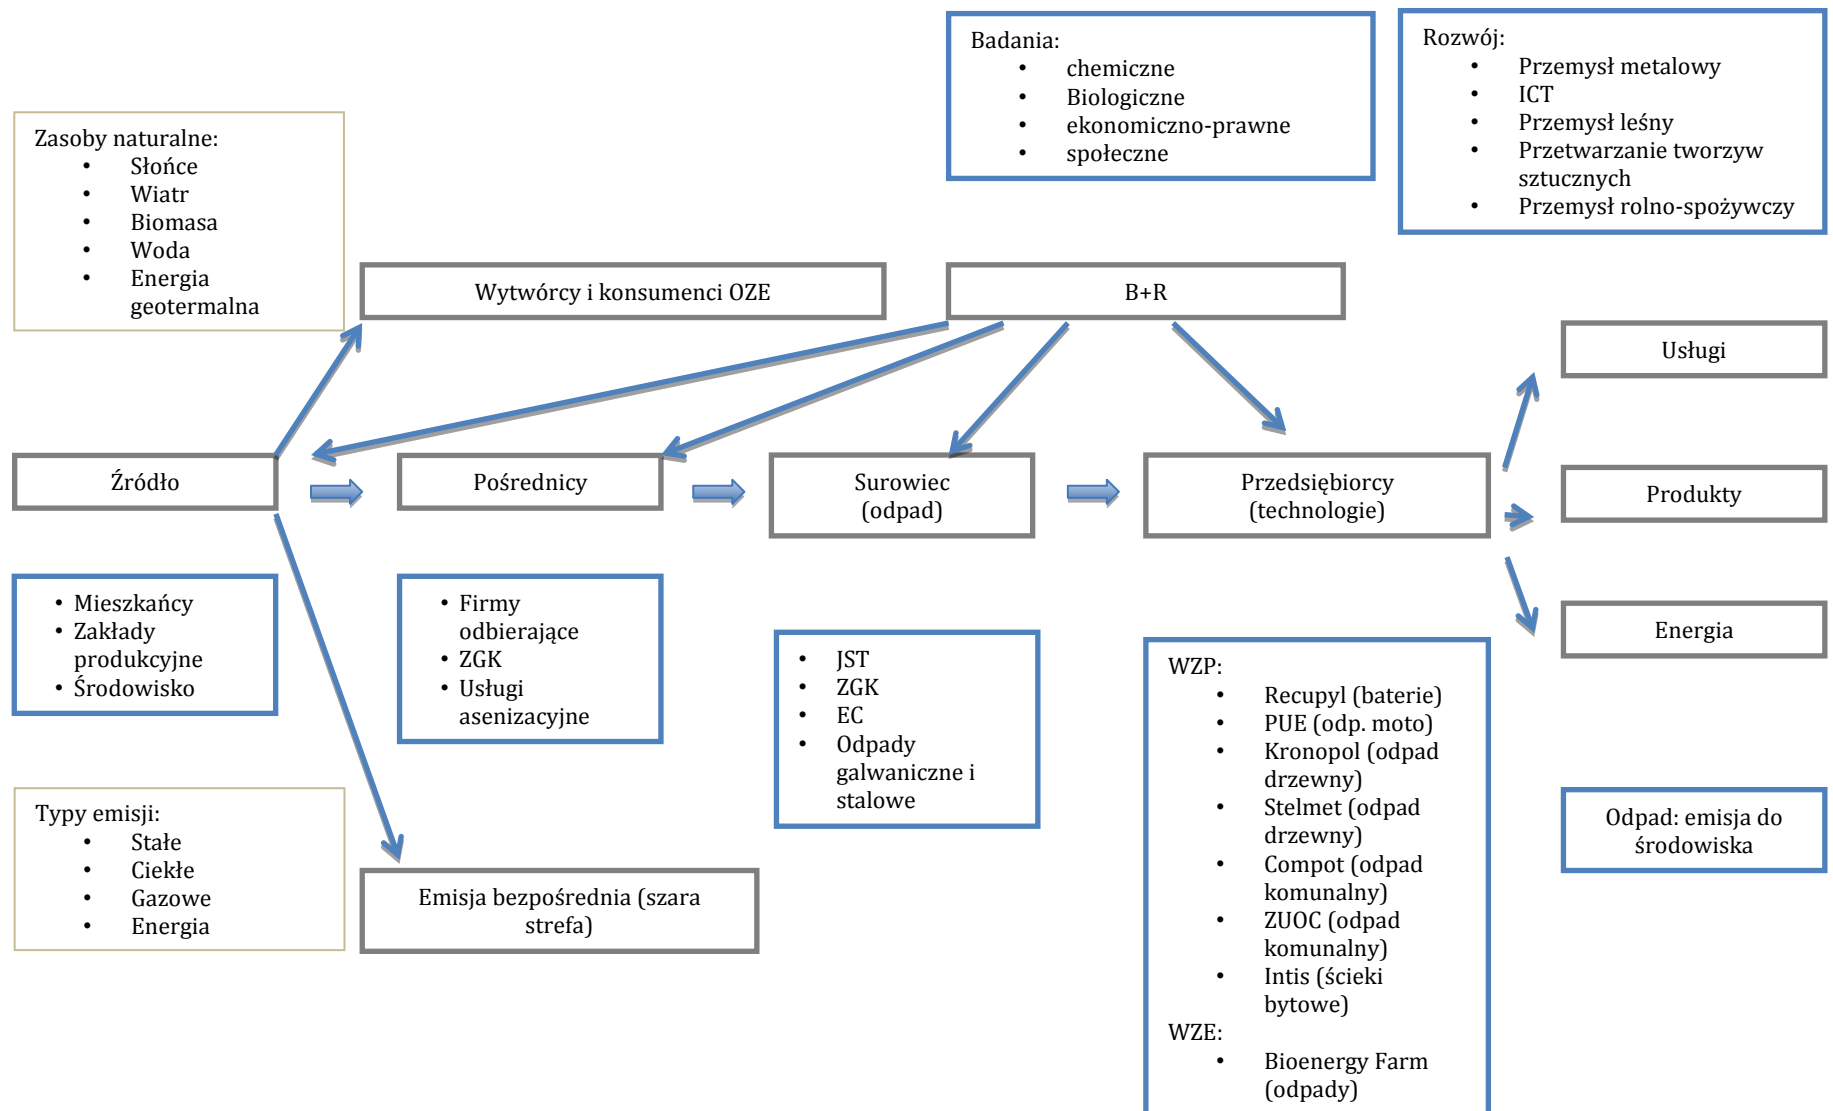 Badania:
• chemiczne
• Biologiczne
• ekonomiczno-prawne
• społeczne
Rozwój:
• Przemysł metalowy
• ICT
• Przemysł leśny
• Przetwarzanie tworzyw
sztucznych
• Przemysł rolno-spożywczy
Zasoby naturalne:
• Słońce
• Wiatr
• Biomasa
• Woda
• Energia
geotermalna
Wytwórcy i konsumenci OZE
B+R
Usługi
Źródło
Pośrednicy
Surowiec
(odpad)
Przedsiębiorcy
(technologie)
Produkty
Energia
• Mieszkańcy
• Zakłady
produkcyjne
• Środowisko
• Firmy
odbierające
• ZGK
• Usługi
asenizacyjne
• JST
• ZGK
• EC
• Odpady
galwaniczne i
stalowe
WZP:
• Recupyl (baterie)
• PUE (odp. moto)
• Kronopol (odpad
drzewny)
• Stelmet (odpad
drzewny)
• Compot (odpad
komunalny)
• ZUOC (odpad
komunalny)
• Intis (ścieki
bytowe)
WZE:
• Bioenergy Farm
(odpady)
Odpad: emisja do
środowiska
Typy emisji:
• Stałe
• Ciekłe
• Gazowe
• Energia
Emisja bezpośrednia (szara
strefa)